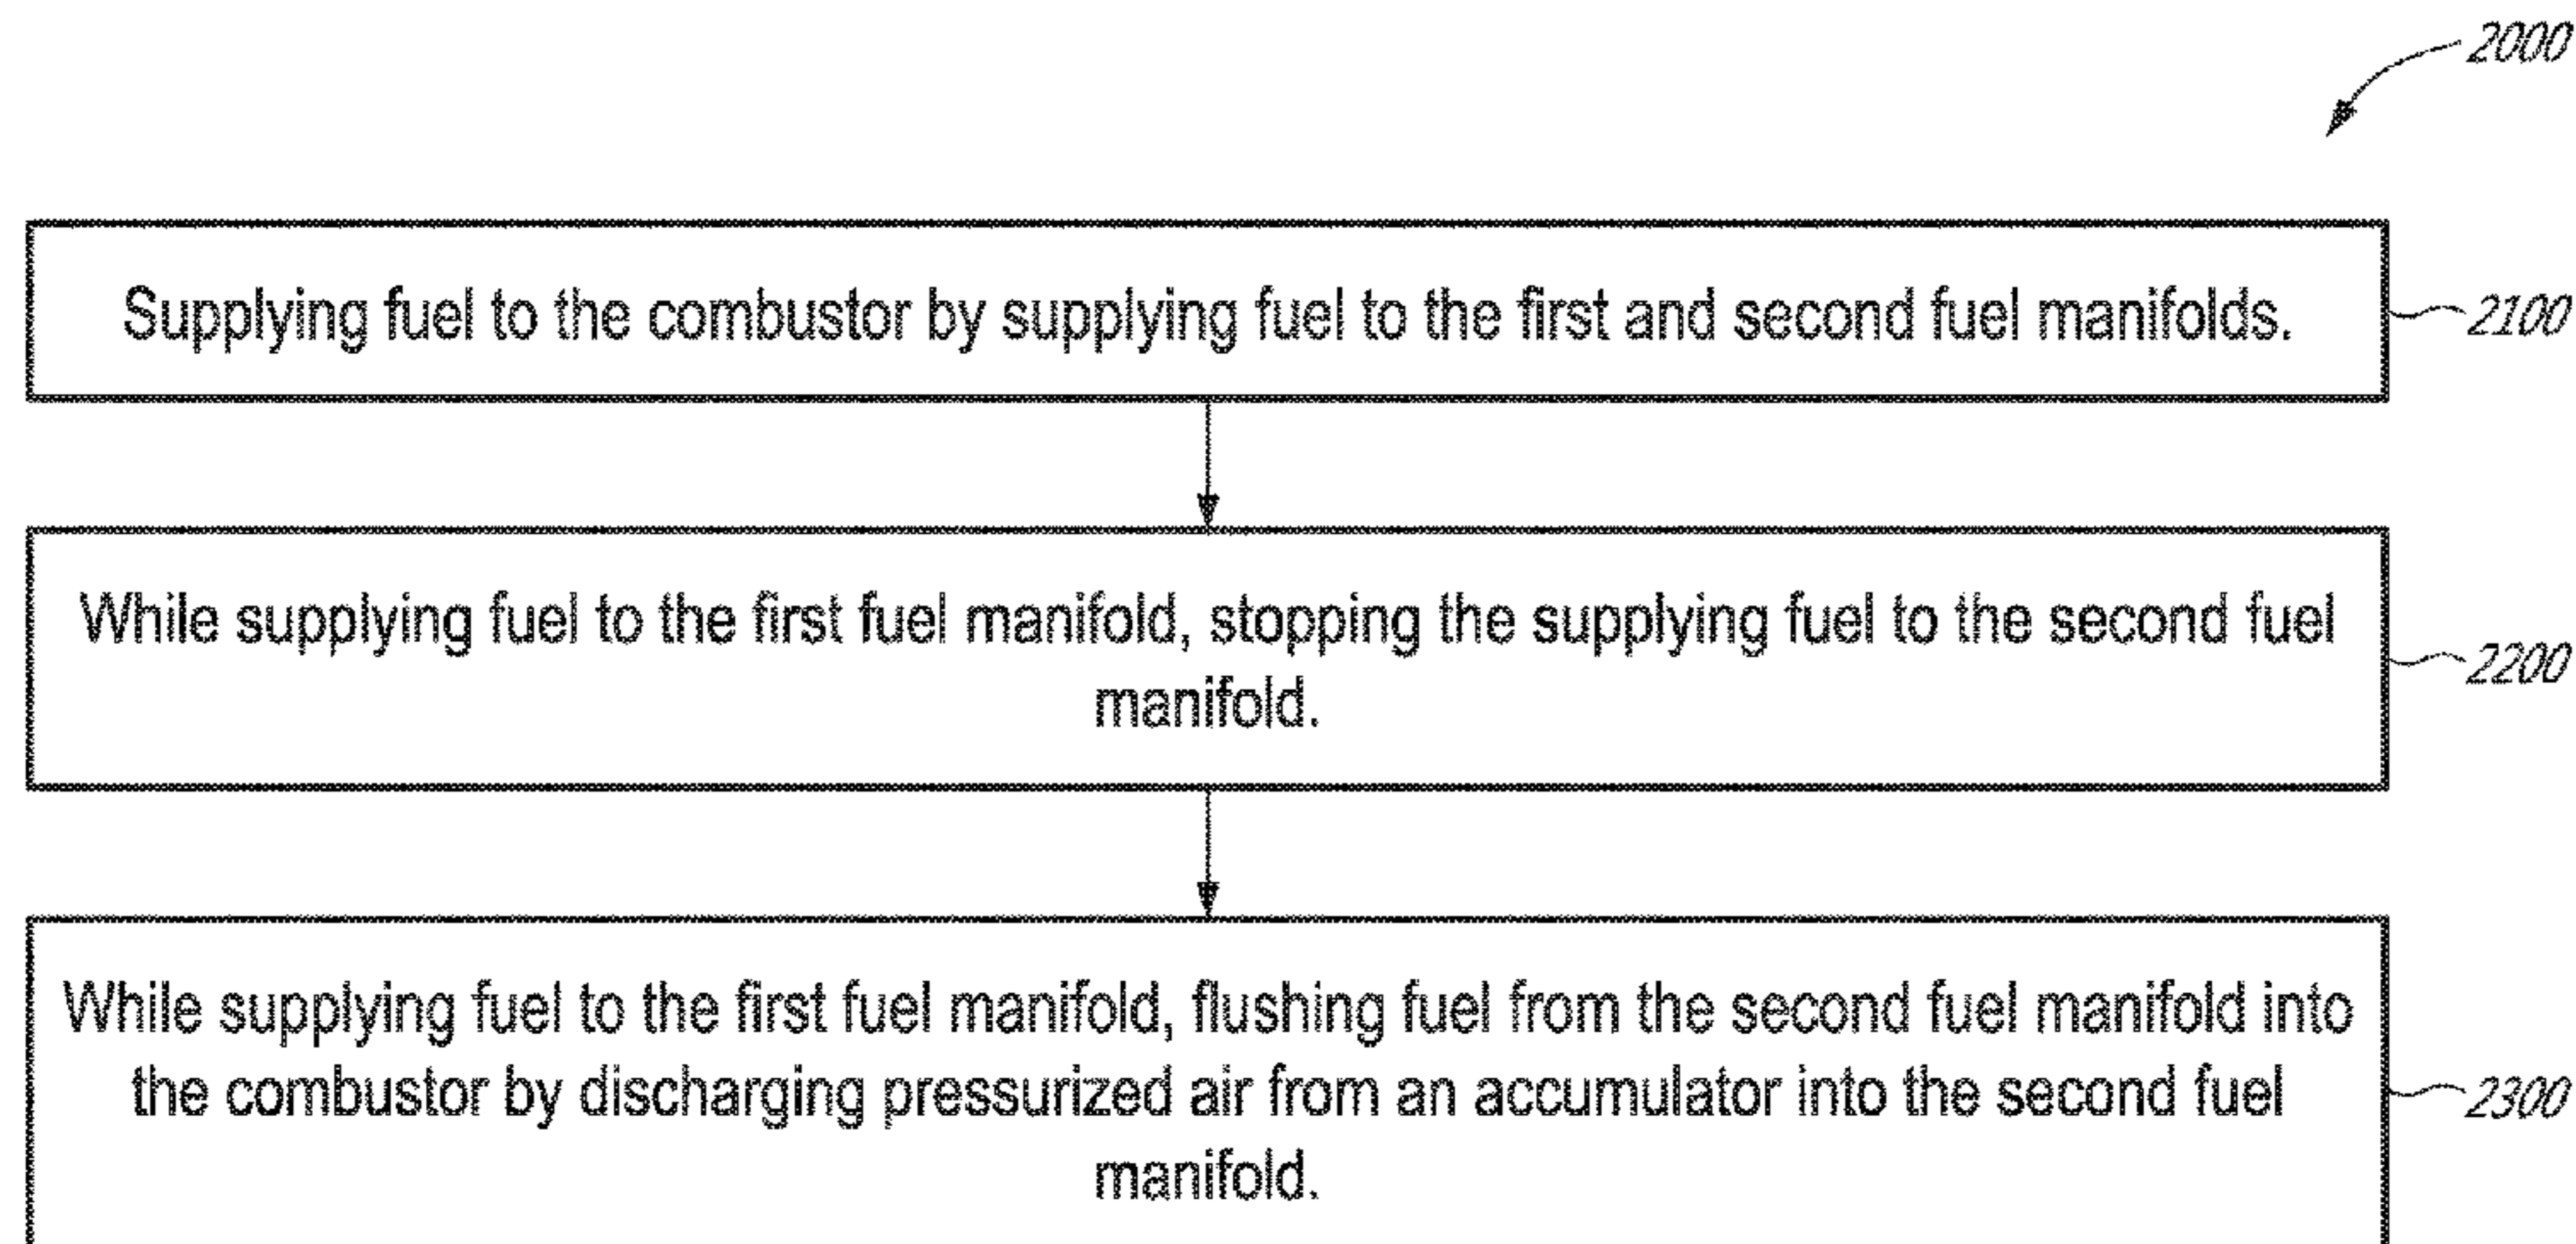 2000
Supplying fuel to the combustor by supplying fuel to the first and second fuel manifolds.
2100
While supplying fuel to the first fuel manifold, stopping the supplying fuel to the second fuel
manifold.
2200
While supplying fuel to the first fuel manifold, flushing fuel from the second fuel manifold into
the combustor by discharging pressurized air from an accumulator into the second fuel
manifold.
2300